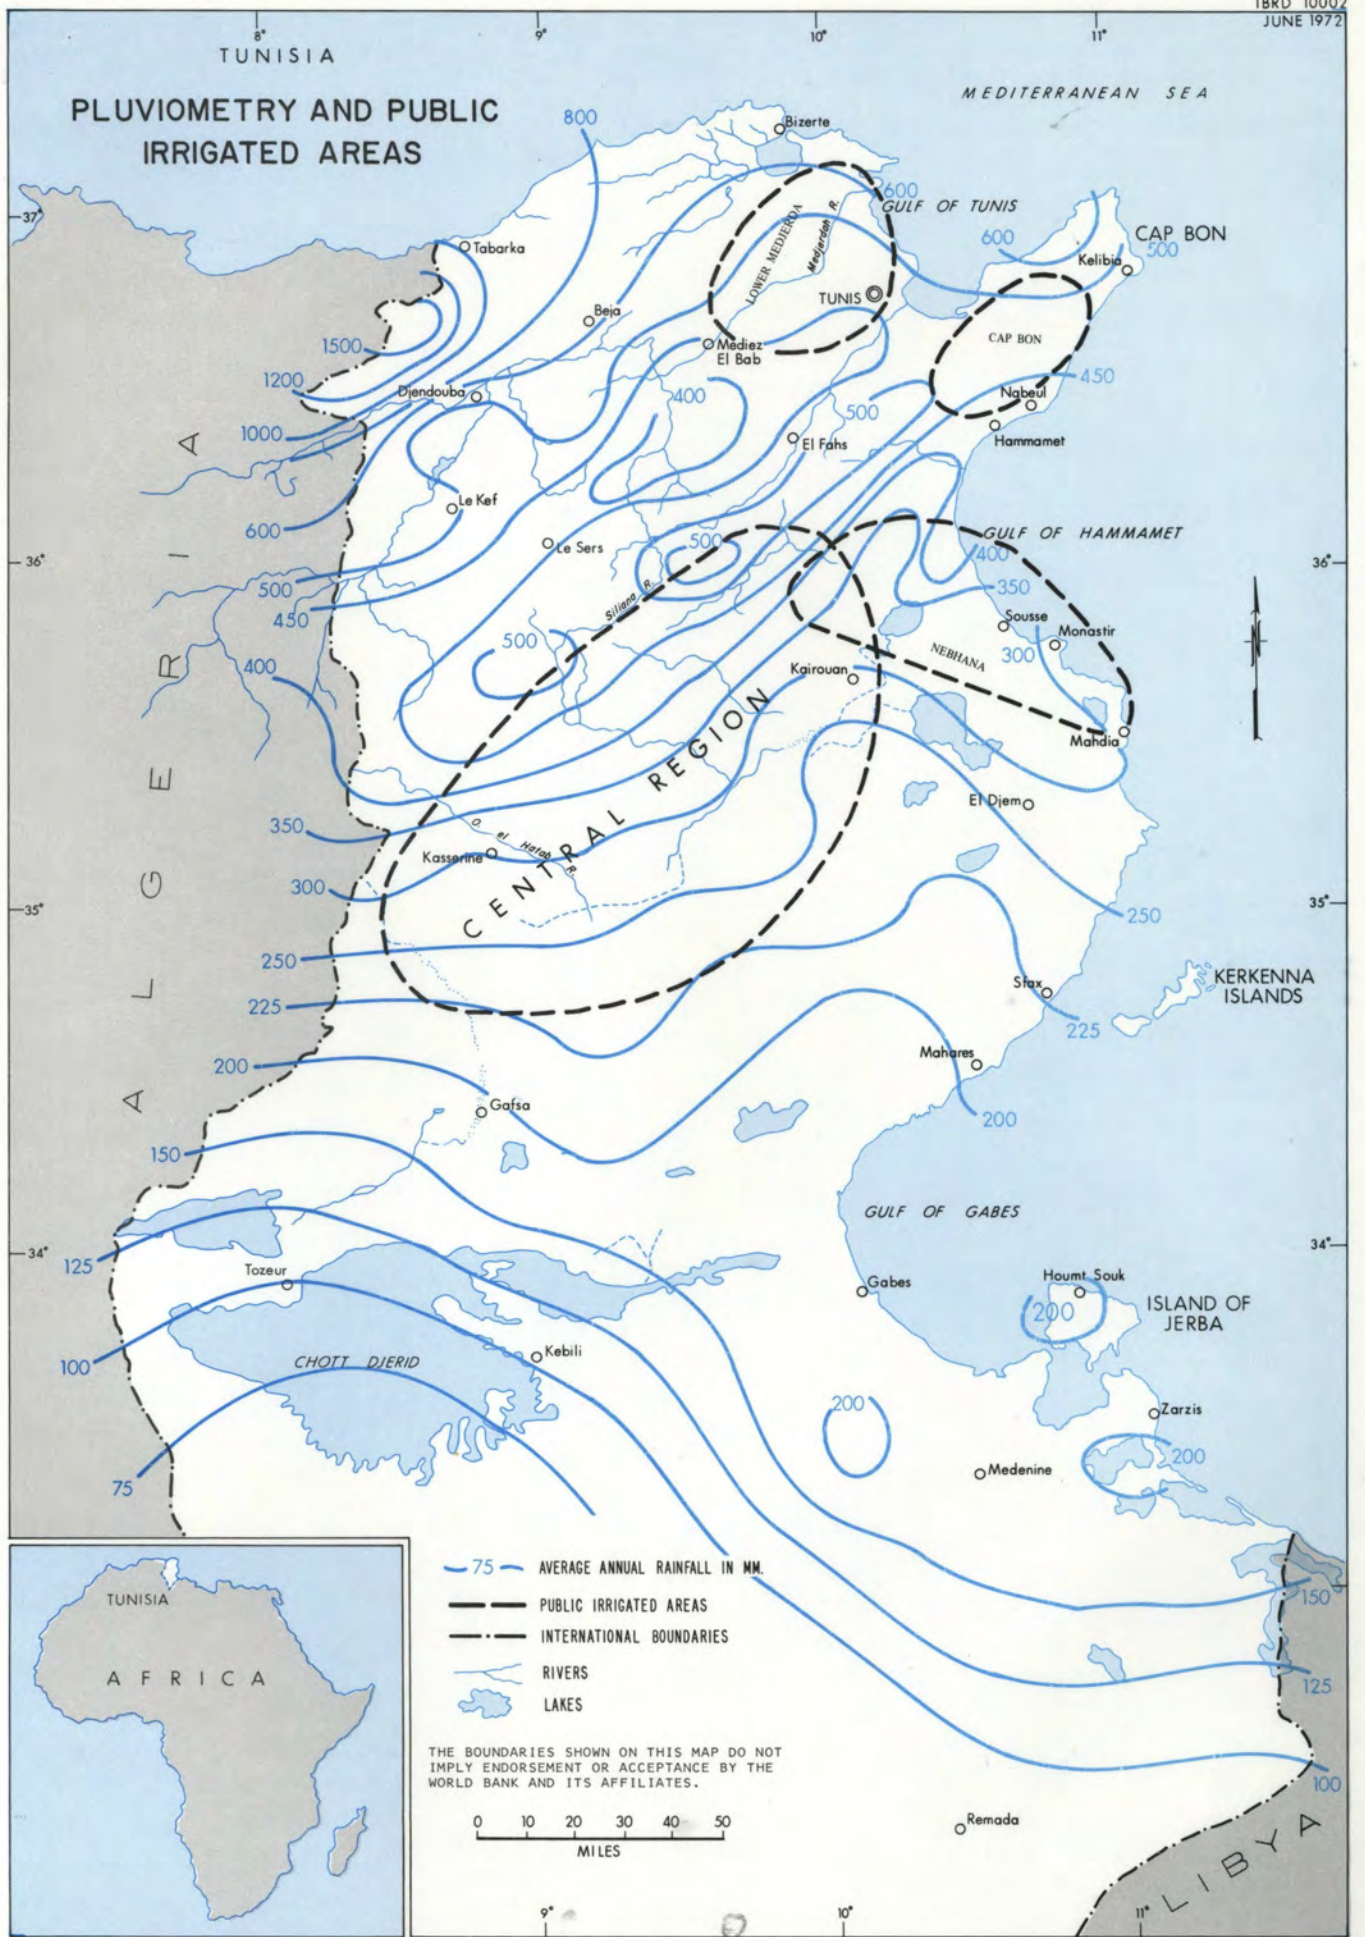 IBRD 10002
JUNE 1972
8°
9°
10°
11°
TUNISIA
PLUVIOMETRY AND PUBLIC
IRRIGATED AREAS
MEDITERRANEAN SEA
800
Bizerte
600
GULF OF TUNIS
37°
37°
LOWER MEDJERDA
Medjerdah R.
600
CAP BON
Kelibia
500
Tabarka
TUNIS
Beja
CAP BON
1500
Medjez
El Bab
450
1200
Djendouba
400
500
Nabeul
1000
El Fahs
Hammamet
Le Kef
600
GULF OF HAMMAMET
Le Sers
500
400
36°
36°
500
Siliana R.
350
450
Sousse
Monastir
500
300
NEBHANA
400
Kairouan
Mahdia
El Djem
350
O. el Hatab R.
Kasserine
CENTRAL REGION
300
35°
35°
250
250
KERKENNA
ISLANDS
Sfax
225
225
Mahares
200
Gafsa
200
150
GULF OF GABES
34°
34°
125
Tozeur
Gabes
Houmt Souk
200
ISLAND OF
JERBA
100
CHOTT DJERID
Kebili
200
Zarzis
200
75
Medenine
ALGERIA
75 AVERAGE ANNUAL RAINFALL IN MM.
PUBLIC IRRIGATED AREAS
INTERNATIONAL BOUNDARIES
RIVERS
LAKES
150
125
100
TUNISIA
AFRICA
THE BOUNDARIES SHOWN ON THIS MAP DO NOT
IMPLY ENDORSEMENT OR ACCEPTANCE BY THE
WORLD BANK AND ITS AFFILIATES.
0 10 20 30 40 50
MILES
Remada
LIBYA
9°
10°
11°